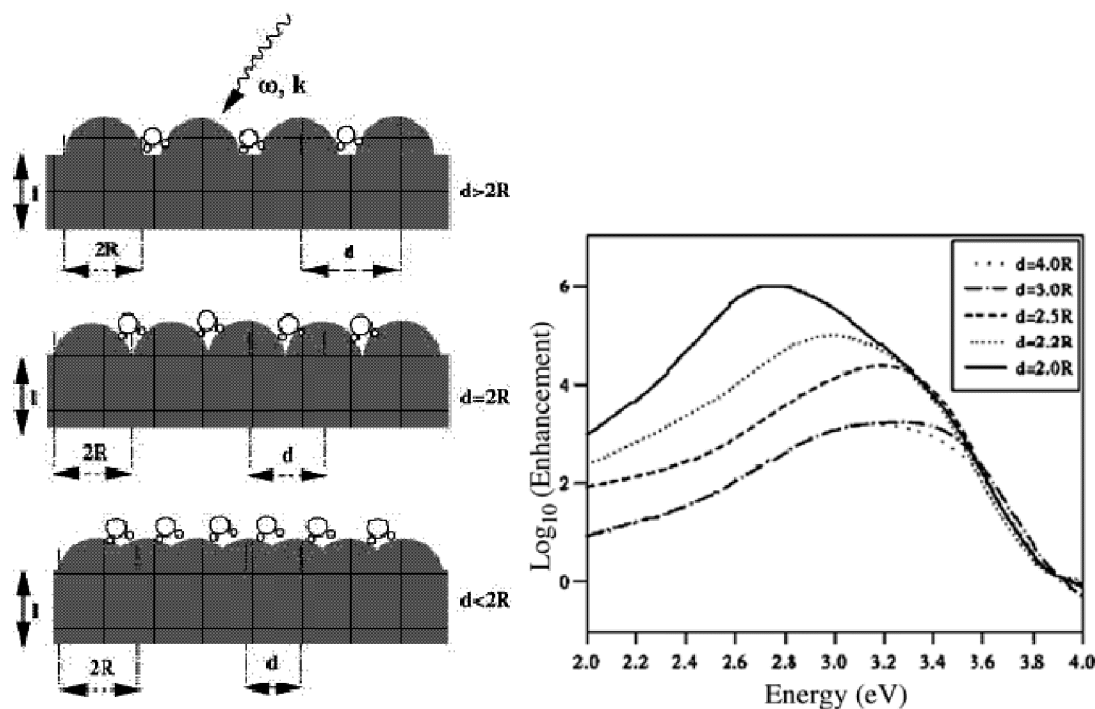 ω, k
l
d>2R
2R
d
l
d=2R
2R
d
l
d<2R
2R
d
Log10 (Enhancement)
6
4
2
0
2.0 2.2 2.4 2.6 2.8 3.0 3.2 3.4 3.6 3.8 4.0
Energy (eV)
d=4.0R
d=3.0R
d=2.5R
d=2.2R
d=2.0R